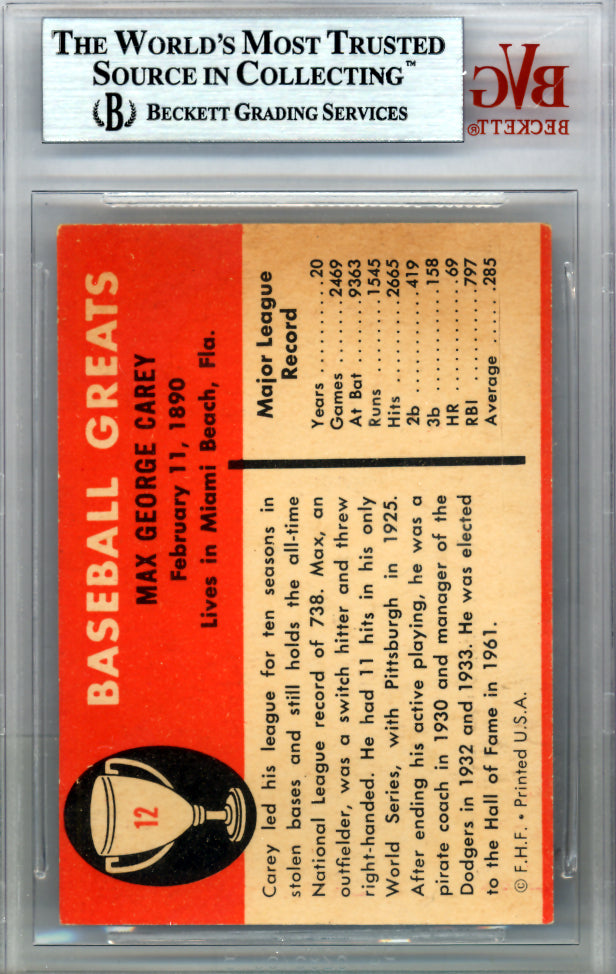 THE WORLD'S MOST TRUSTED
SOURCE IN COLLECTING™
B BECKETT GRADING SERVICES
BVG
BECKETT®
BASEBALL GREATS
MAX GEORGE CAREY
February 11, 1890
Lives in Miami Beach, Fla.
12
Carey led his league for ten seasons in
stolen bases and still holds the all-time
National League record of 738. Max, an
outfielder, was a switch hitter and threw
right-handed. He had 11 hits in his only
World Series, with Pittsburgh in 1925.
After ending his active playing, he was a
pirate coach in 1930 and manager of the
Dodgers in 1932 and 1933. He was elected
to the Hall of Fame in 1961.
© F.H.F. • Printed U.S.A.
Major League
Record
Years ........ 20
Games ..... 2469
At Bat ..... 9363
Runs ....... 1545
Hits ........ 2665
2b .......... 419
3b .......... 158
HR ........... 69
RBI ......... 797
Average ..... .285